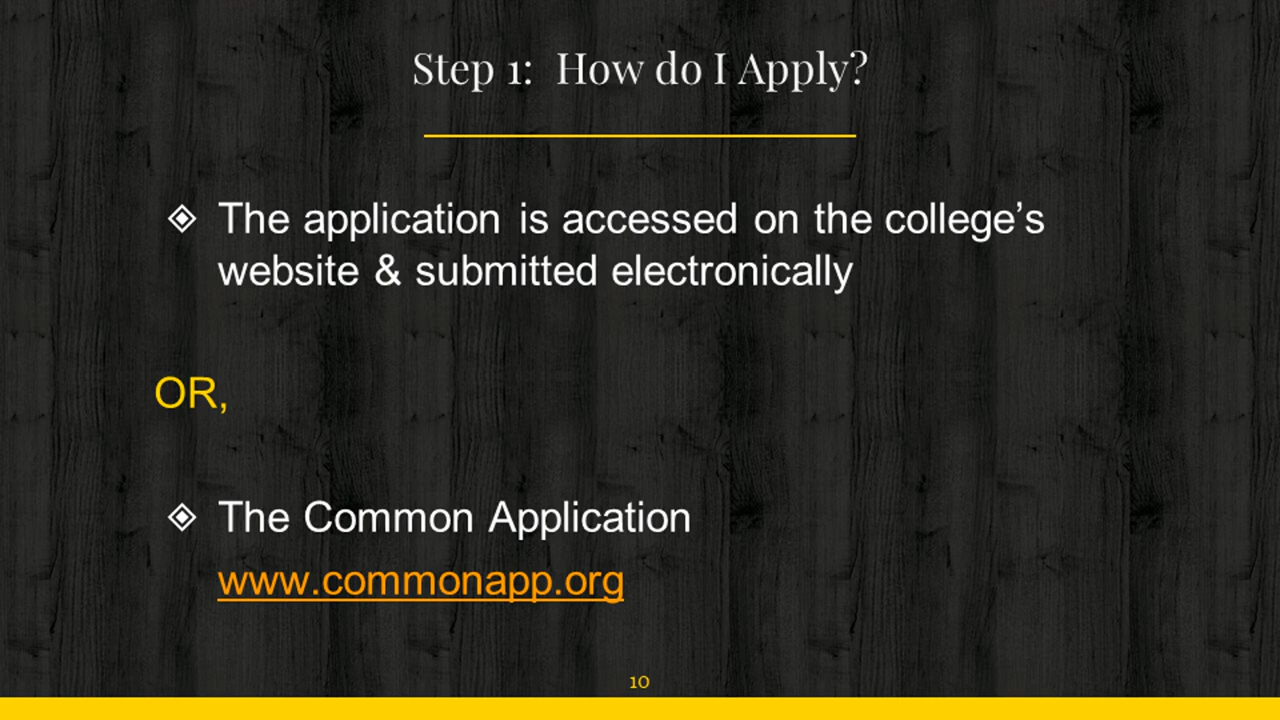 Step 1: How do I Apply?
The application is accessed on the college’s
website & submitted electronically
OR,
The Common Application
www.commonapp.org
10